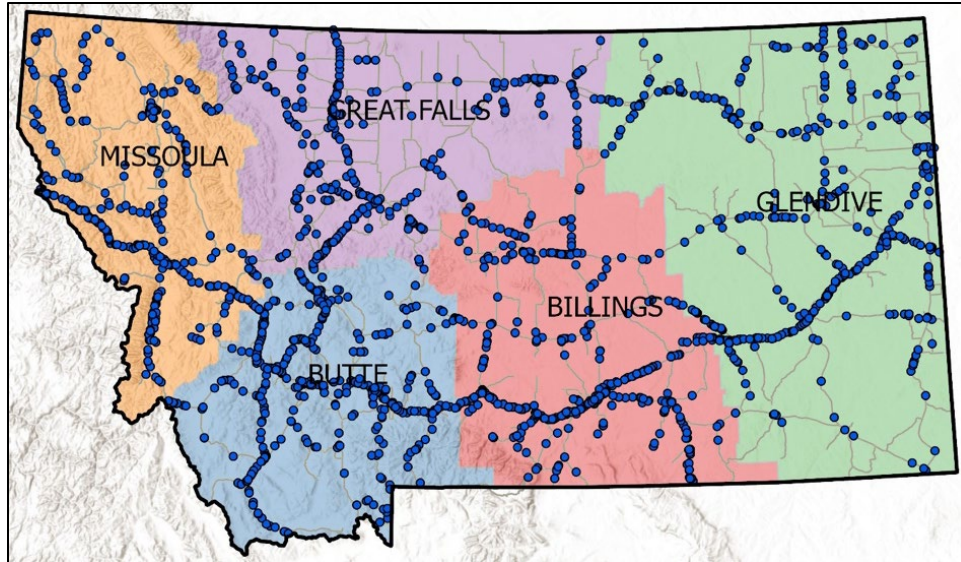 GREAT FALLS
MISSOULA
GLENDIVE
BILLINGS
BUTTE